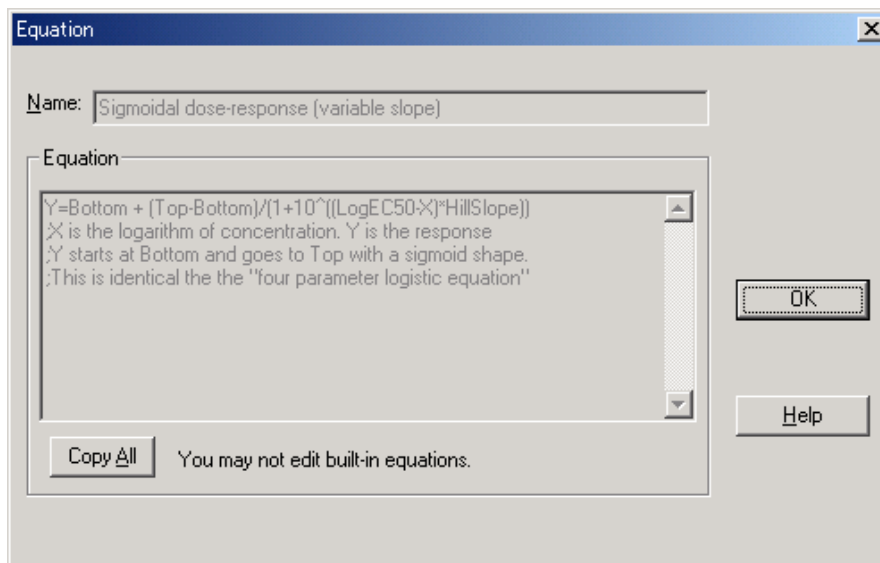 Equation
Name: Sigmoidal dose-response (variable slope)
Equation
Y=Bottom + (Top-Bottom)/(1+10^((LogEC50-X)*HillSlope))
;X is the logarithm of concentration. Y is the response
;Y starts at Bottom and goes to Top with a sigmoid shape.
;This is identical the the "four parameter logistic equation"
OK
Help
Copy All You may not edit built-in equations.